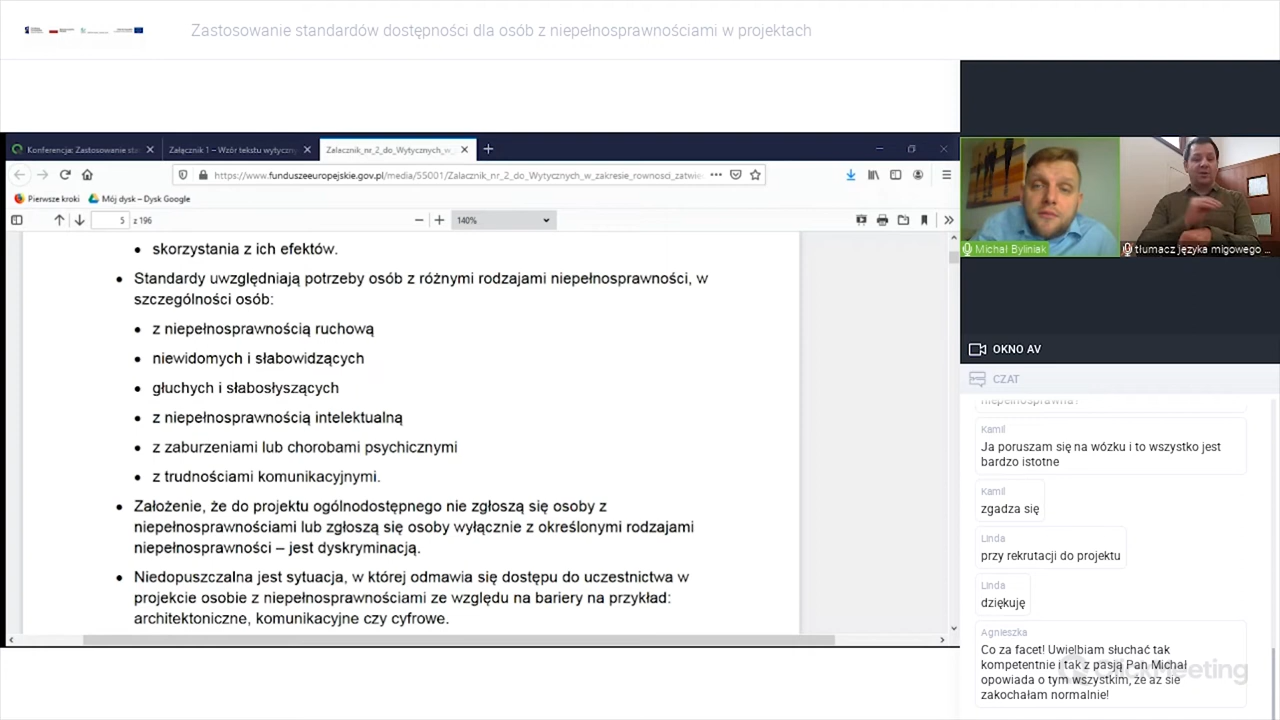 Zastosowanie standardów dostępności dla osób z niepełnosprawnościami w projektach
Konferencja: Zastosowanie sta
Załącznik 1 – Wzór tekstu wytyczn
Zalacznik_nr_2_do_Wytycznych_w_
https://www.funduszeeuropejskie.gov.pl/media/55001/Zalacznik_nr_2_do_Wytycznych_w_zakresie_rownosci_zatwie
Pierwsze kroki
Mój dysk – Dysk Google
5
z 196
140%
skorzystania z ich efektów.
Standardy uwzględniają potrzeby osób z różnymi rodzajami niepełnosprawności, w
szczególności osób:
z niepełnosprawnością ruchową
niewidomych i słabowidzących
głuchych i słabosłyszących
z niepełnosprawnością intelektualną
z zaburzeniami lub chorobami psychicznymi
z trudnościami komunikacyjnymi.
Założenie, że do projektu ogólnodostępnego nie zgłoszą się osoby z
niepełnosprawnościami lub zgłoszą się osoby wyłącznie z określonymi rodzajami
niepełnosprawności – jest dyskryminacją.
Niedopuszczalna jest sytuacja, w której odmawia się dostępu do uczestnictwa w
projekcie osobie z niepełnosprawnościami ze względu na bariery na przykład:
architektoniczne, komunikacyjne czy cyfrowe.
Michał Byliniak
tłumacz języka migowego ...
OKNO AV
CZAT
niepełnosprawna?
Kamil
Ja poruszam się na wózku i to wszystko jest
bardzo istotne
Kamil
zgadza się
Linda
przy rekrutacji do projektu
Linda
dziękuję
Agnieszka
Co za facet! Uwielbiam słuchać tak
kompetentnie i tak z pasją Pan Michał
opowiada o tym wszystkim, że aż sie
zakochałam normalnie!
ClickMeeting